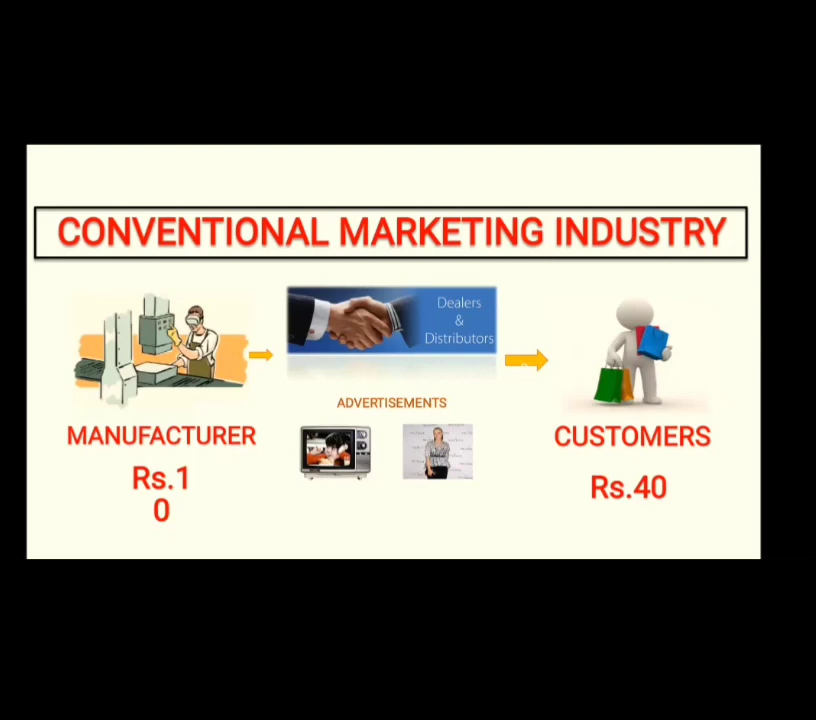 CONVENTIONAL MARKETING INDUSTRY
Dealers
&
Distributors
ADVERTISEMENTS
MANUFACTURER
CUSTOMERS
Rs.1
0
Rs.40